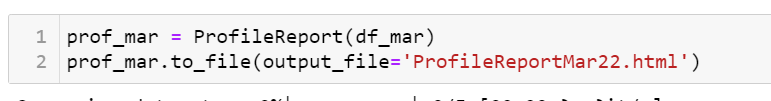 1 prof_mar = ProfileReport(df_mar)
2 prof_mar.to_file(output_file='ProfileReportMar22.html')